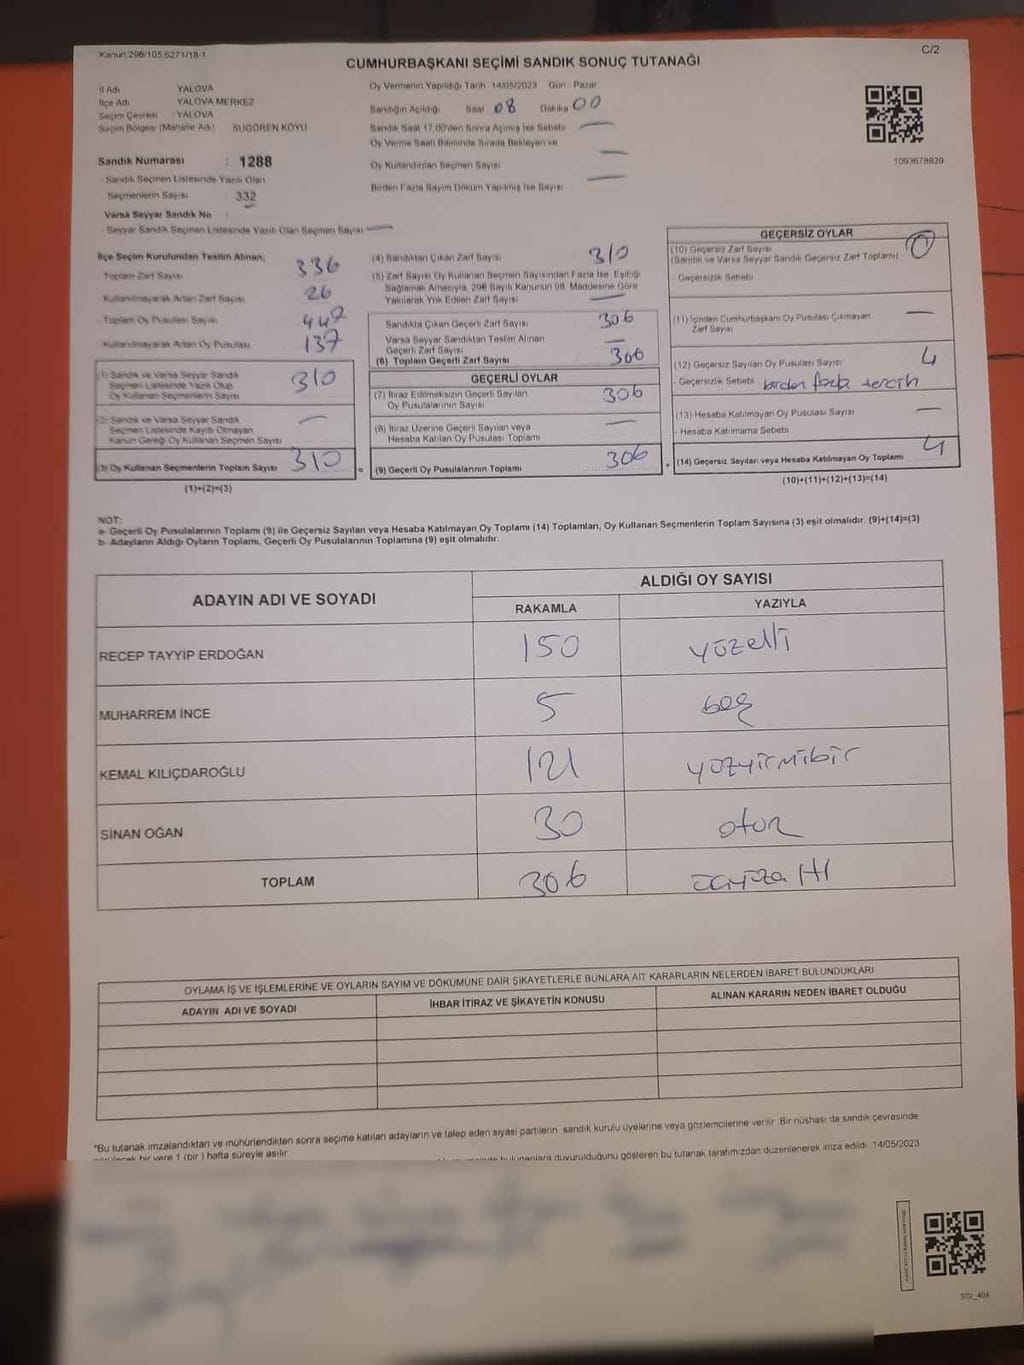 Kanun:298/105,6271/18-1
C/2
CUMHURBAŞKANI SEÇİMİ SANDIK SONUÇ TUTANAĞI
İl Adı YALOVA
İlçe Adı YALOVA MERKEZ
Seçim Çevresi : YALOVA
Seçim Bölgesi (Mahalle Adı) SUGÖREN KÖYÜ
Sandık Numarası : 1288
- Sandık Seçmen Listesinde Yazılı Olan
Seçmenlerin Sayısı : 332
Varsa Seyyar Sandık No :
- Seyyar Sandık Seçmen Listesinde Yazılı Olan Seçmen Sayısı —
Oy Vermenin Yapıldığı Tarih 14/05/2023 Gün : Pazar
Sandığın Açıldığı Saat 08 Dakika 00
Sandık Saat 17:00'den Sonra Açılmış İse Sebebi —
Oy Verme Saati Bitiminde Sırada Bekleyen ve
Oy Kullandırılan Seçmen Sayısı —
Birden Fazla Sayım Döküm Yapılmış İse Sayısı —
1093678839
İlçe Seçim Kurulundan Teslim Alınan;
Toplam Zarf Sayısı 336
- Kullanılmayarak Artan Zarf Sayısı 26
- Toplam Oy Pusulası Sayısı 447
- Kullanılmayarak Artan Oy Pusulası 137
(1) Sandık ve Varsa Seyyar Sandık
Seçmen Listesinde Yazılı Olup
Oy Kullanan Seçmenlerin Sayısı 310
(2) Sandık ve Varsa Seyyar Sandık
Seçmen Listesinde Kayıtlı Olmayan
Kanun Gereği Oy Kullanan Seçmen Sayısı —
(3) Oy Kullanan Seçmenlerin Toplam Sayısı 310
(1)+(2)=(3)
(4) Sandıktan Çıkan Zarf Sayısı 310
(5) Zarf Sayısı Oy Kullanan Seçmen Sayısından Fazla İse, Eşitliği
Sağlamak Amacıyla, 298 Sayılı Kanunun 98. Maddesine Göre
Yakılarak Yok Edilen Zarf Sayısı —
Sandıkta Çıkan Geçerli Zarf Sayısı 306
Varsa Seyyar Sandıktan Teslim Alınan
Geçerli Zarf Sayısı —
(6) Toplam Geçerli Zarf Sayısı 306
GEÇERLİ OYLAR
(7) İtiraz Edilmeksizin Geçerli Sayılan
Oy Pusulalarının Sayısı 306
(8) İtiraz Üzerine Geçerli Sayılan veya
Hesaba Katılan Oy Pusulası Toplamı —
= (9) Geçerli Oy Pusulalarının Toplamı 306
GEÇERSİZ OYLAR
(10) Geçersiz Zarf Sayısı 0
(Sandık ve Varsa Seyyar Sandık Geçersiz Zarf Toplamı)
- Geçersizlik Sebebi
(11) İçinden Cumhurbaşkanı Oy Pusulası Çıkmayan
Zarf Sayısı —
(12) Geçersiz Sayılan Oy Pusulası Sayısı 4
- Geçersizlik Sebebi birden fazla tercih
(13) Hesaba Katılmayan Oy Pusulası Sayısı —
- Hesaba Katılmama Sebebi
+ (14) Geçersiz Sayılan veya Hesaba Katılmayan Oy Toplamı 4
(10)+(11)+(12)+(13)=(14)
NOT:
a- Geçerli Oy Pusulalarının Toplamı (9) ile Geçersiz Sayılan veya Hesaba Katılmayan Oy Toplamı (14) Toplamları, Oy Kullanan Seçmenlerin Toplam Sayısına (3) eşit olmalıdır. (9)+(14)=(3)
b- Adayların Aldığı Oyların Toplamı, Geçerli Oy Pusulalarının Toplamına (9) eşit olmalıdır.
ADAYIN ADI VE SOYADI
ALDIĞI OY SAYISI
RAKAMLA YAZIYLA
RECEP TAYYİP ERDOĞAN 150 yüzelli
MUHARREM İNCE 5 beş
KEMAL KILIÇDAROĞLU 121 yüzyirmibir
SİNAN OĞAN 30 otuz
TOPLAM 306
OYLAMA İŞ VE İŞLEMLERİNE VE OYLARIN SAYIM VE DÖKÜMÜNE DAİR ŞİKAYETLERLE BUNLARA AİT KARARLARIN NELERDEN İBARET BULUNDUKLARI
ADAYIN ADI VE SOYADI İHBAR İTİRAZ VE ŞİKAYETİN KONUSU ALINAN KARARIN NEDEN İBARET OLDUĞU
*Bu tutanak imzalandıktan ve mühürlendikten sonra seçime katılan adayların ve talep eden siyasi partilerin sandık kurulu üyelerine veya gözlemcilerine verilir. Bir nüshası da sandık çevresinde
bir yere 1 (bir) hafta süreyle asılır. duyurulduğunu gösteren bu tutanak tarafımızdan düzenlenerek imza edildi 14/05/2023